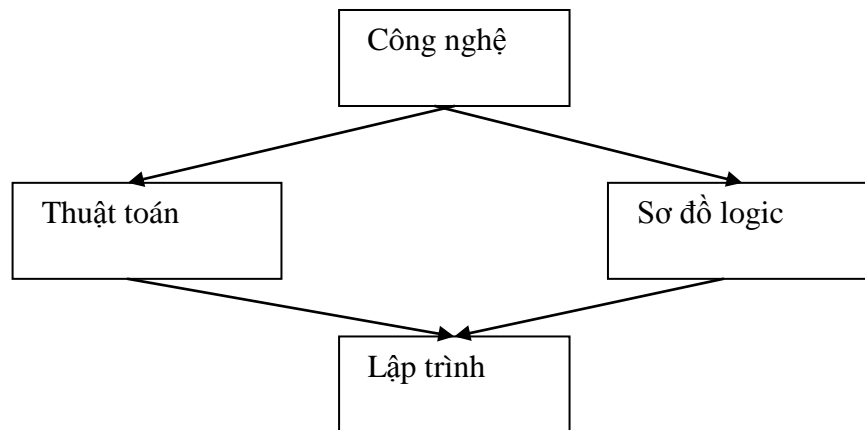 Công nghệ
Thuật toán
Sơ đồ logic
Lập trình